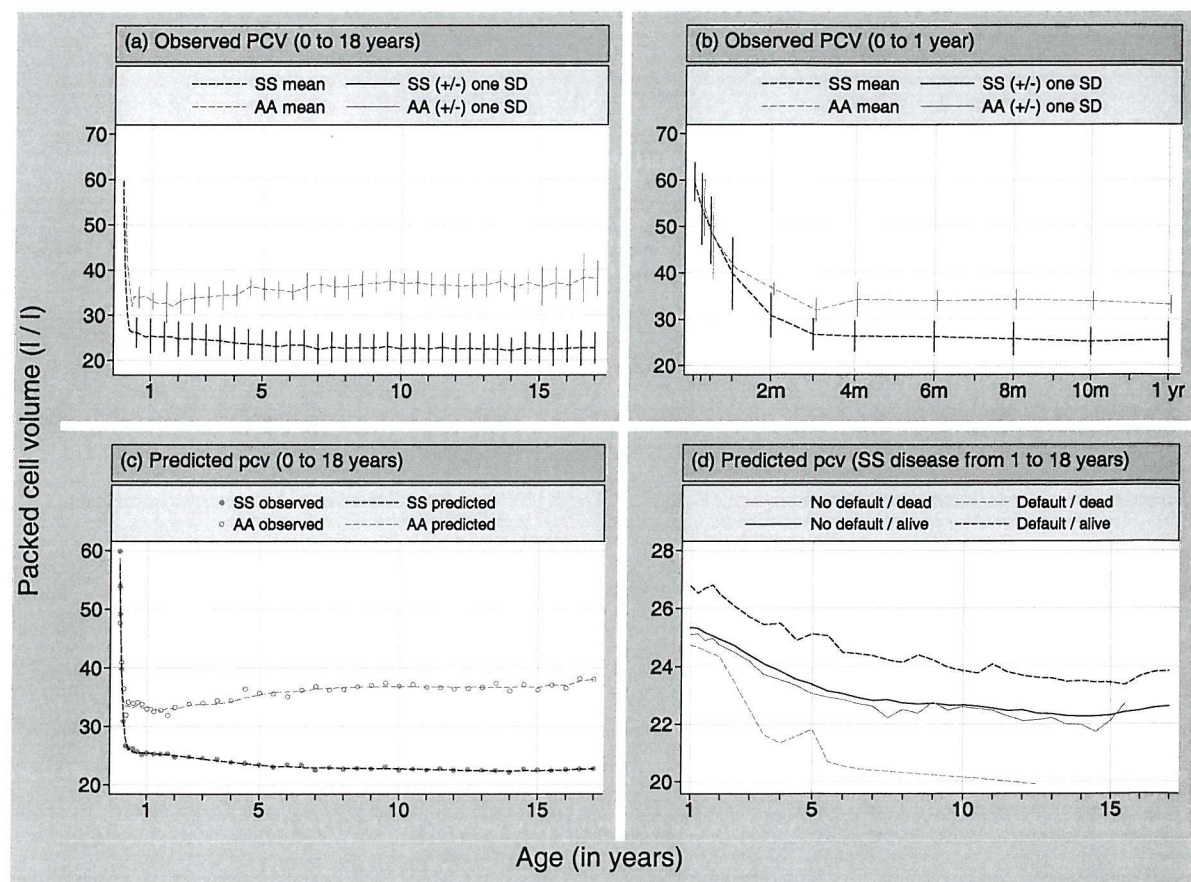 Packed cell volume (l / l)
(a) Observed PCV (0 to 18 years)
SS mean SS (+/-) one SD
AA mean AA (+/-) one SD
70
60
50
40
30
20
1 5 10 15
(b) Observed PCV (0 to 1 year)
SS mean SS (+/-) one SD
AA mean AA (+/-) one SD
70
60
50
40
30
20
2m 4m 6m 8m 10m 1 yr
(c) Predicted pcv (0 to 18 years)
SS observed SS predicted
AA observed AA predicted
60
50
40
30
20
1 5 10 15
(d) Predicted pcv (SS disease from 1 to 18 years)
No default / dead Default / dead
No default / alive Default / alive
28
26
24
22
20
1 5 10 15
Age (in years)